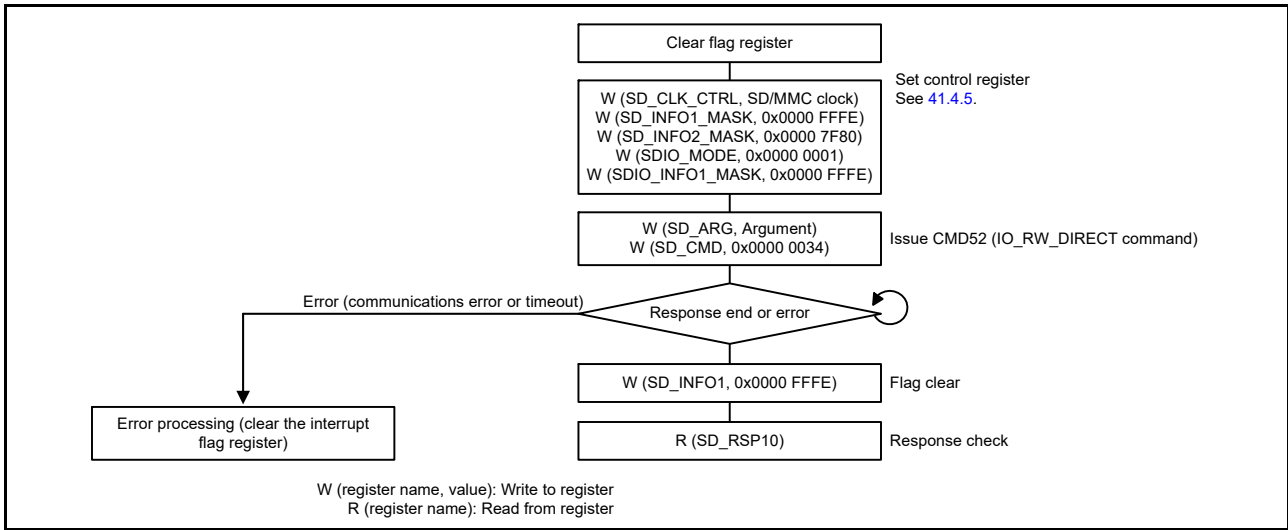 Clear flag register
Set control register
See 41.4.5.
W (SD_CLK_CTRL, SD/MMC clock)
W (SD_INFO1_MASK, 0x0000 FFFE)
W (SD_INFO2_MASK, 0x0000 7F80)
W (SDIO_MODE, 0x0000 0001)
W (SDIO_INFO1_MASK, 0x0000 FFFE)
W (SD_ARG, Argument)
W (SD_CMD, 0x0000 0034)
Issue CMD52 (IO_RW_DIRECT command)
Error (communications error or timeout)
Response end or error
W (SD_INFO1, 0x0000 FFFE)
Flag clear
Error processing (clear the interrupt
flag register)
R (SD_RSP10)
Response check
W (register name, value): Write to register
R (register name): Read from register